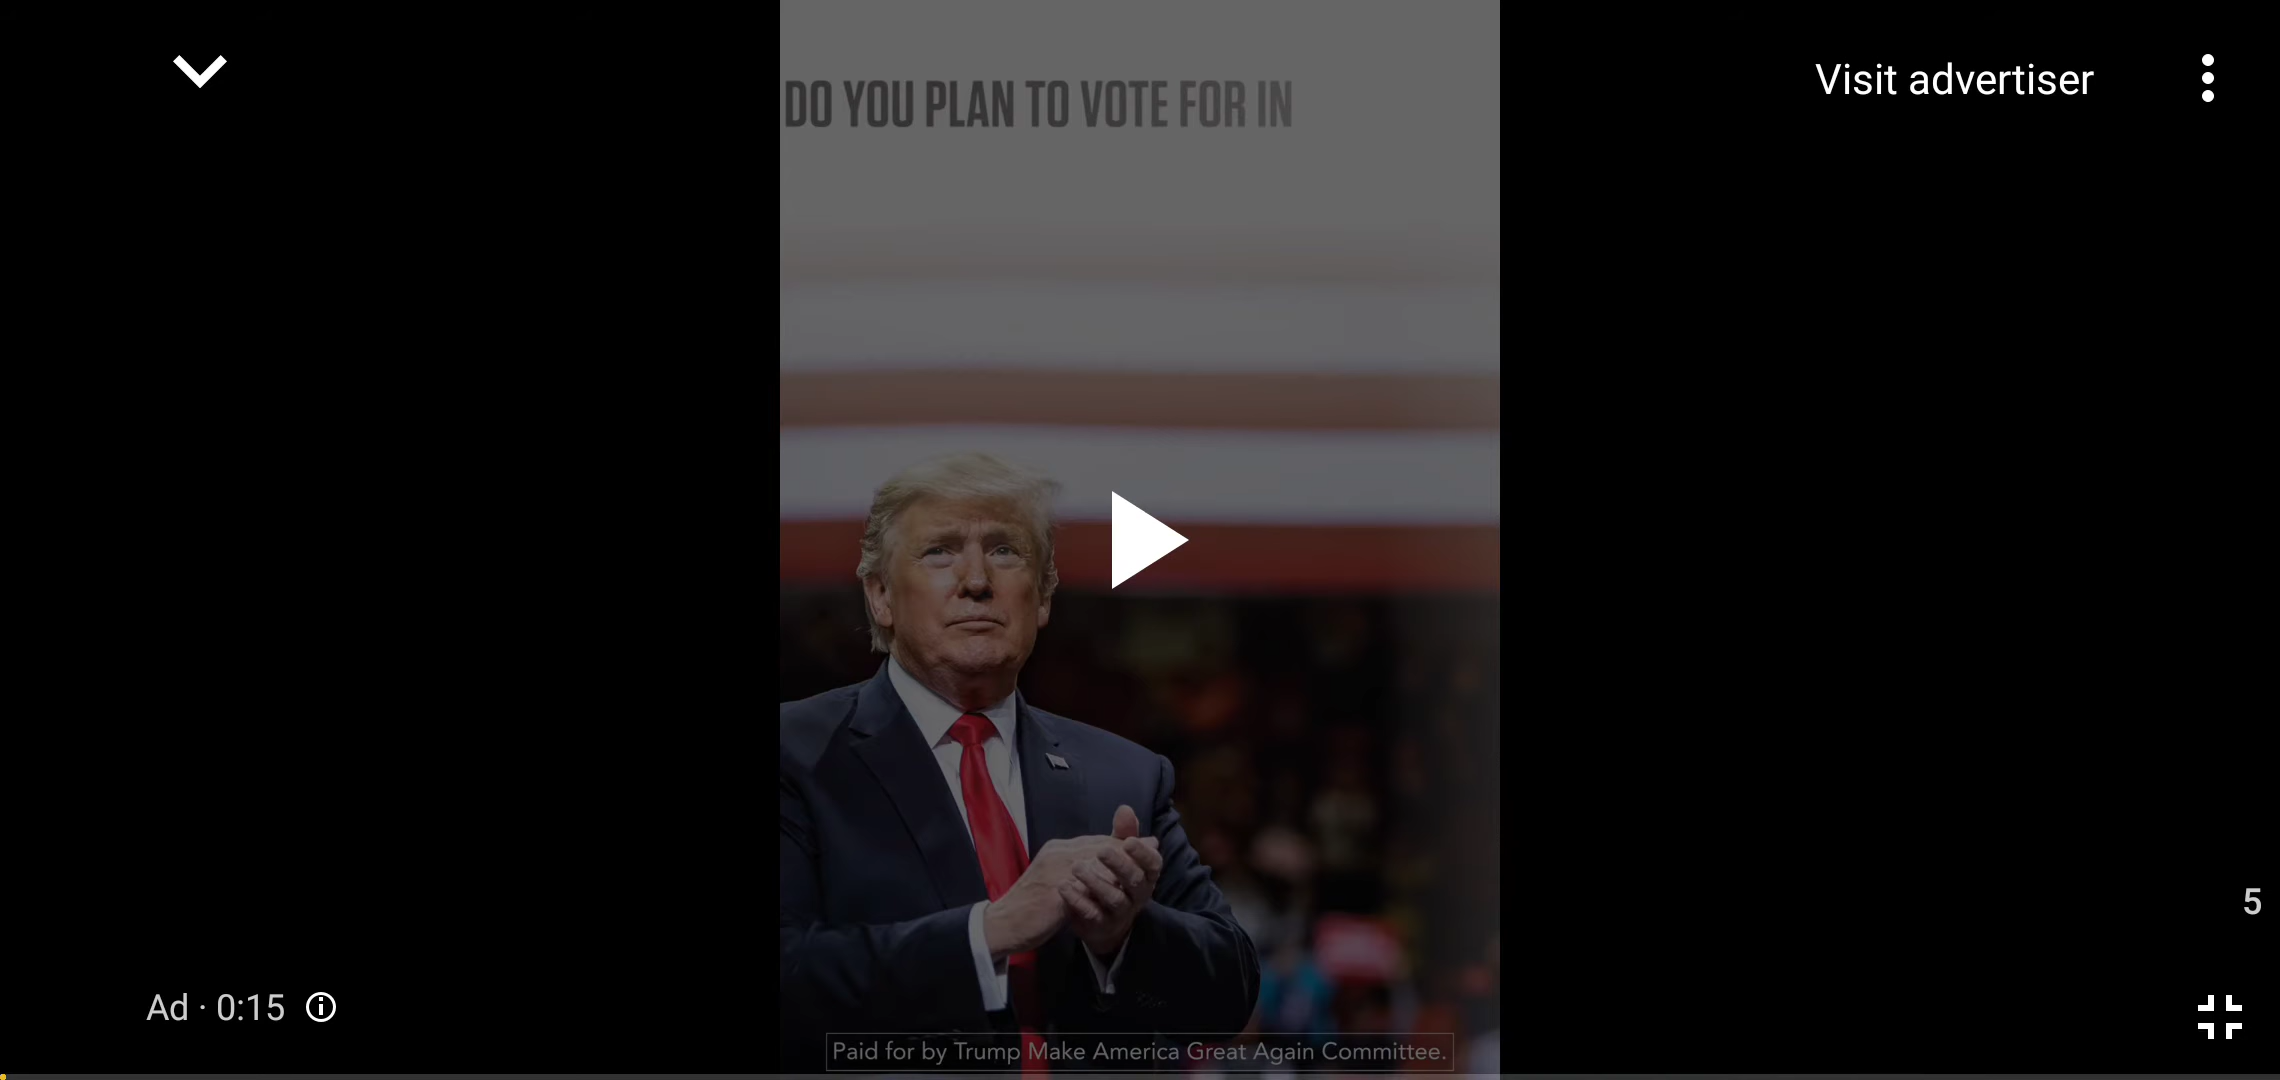 Visit advertiser
DO YOU PLAN TO VOTE FOR IN
5
Ad · 0:15
Paid for by Trump Make America Great Again Committee.